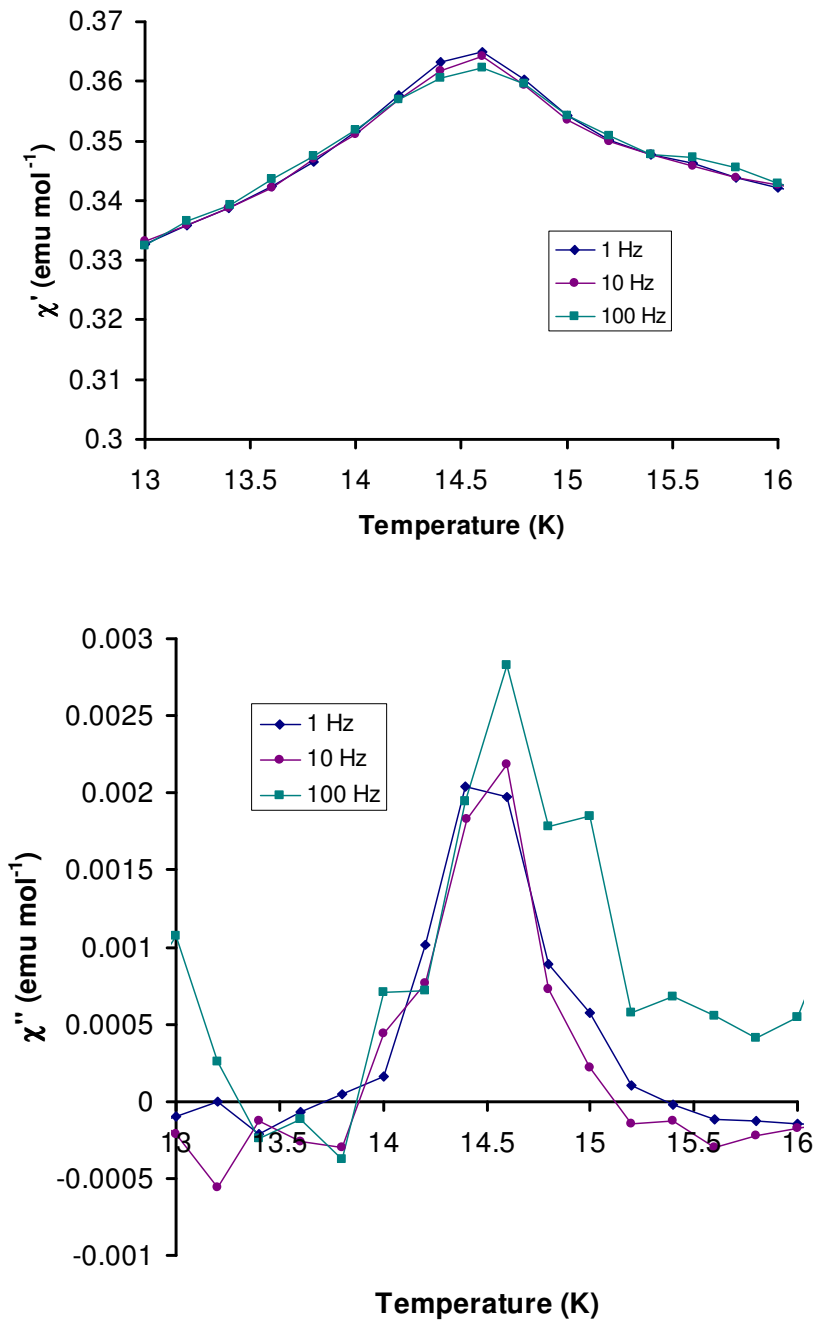 0.37
0.36
0.35
0.34
0.33
0.32
0.31
0.3
χ' (emu mol⁻¹)
1 Hz
10 Hz
100 Hz
13 13.5 14 14.5 15 15.5 16
Temperature (K)
0.003
0.0025
0.002
0.0015
0.001
0.0005
0
-0.0005
-0.001
χ" (emu mol⁻¹)
1 Hz
10 Hz
100 Hz
13 13.5 14 14.5 15 15.5 16
Temperature (K)